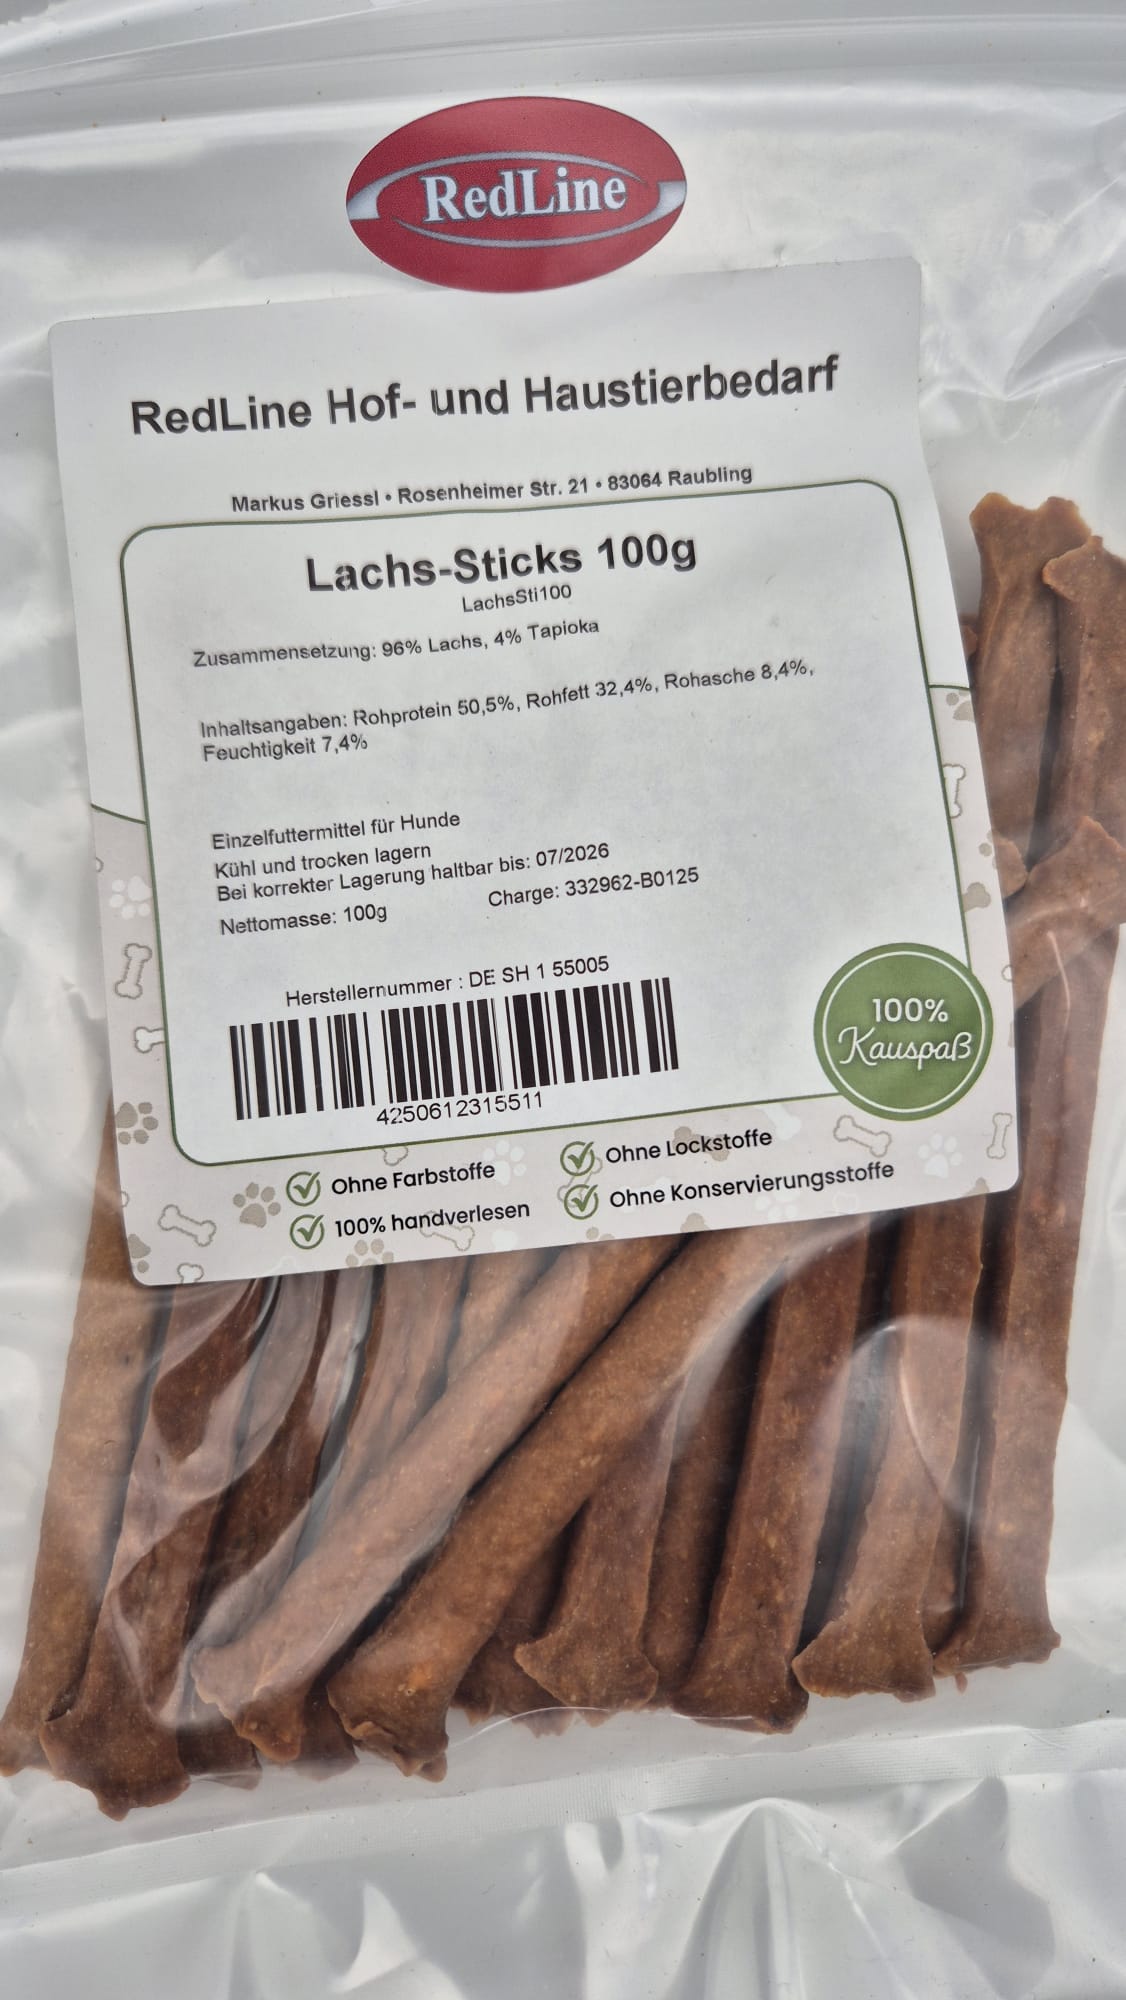 RedLine
RedLine Hof- und Haustierbedarf
Markus Griessl • Rosenheimer Str. 21 • 83064 Raubling
Lachs-Sticks 100g
LachsSti100
Zusammensetzung: 96% Lachs, 4% Tapioka
Inhaltsangaben: Rohprotein 50,5%, Rohfett 32,4%, Rohasche 8,4%,
Feuchtigkeit 7,4%
Einzelfuttermittel für Hunde
Kühl und trocken lagern
Bei korrekter Lagerung haltbar bis: 07/2026
Nettomasse: 100g Charge: 332962-B0125
Herstellernummer : DE SH 1 55005
4250612315511
100%
Kauspaß
Ohne Farbstoffe
Ohne Lockstoffe
100% handverlesen
Ohne Konservierungsstoffe